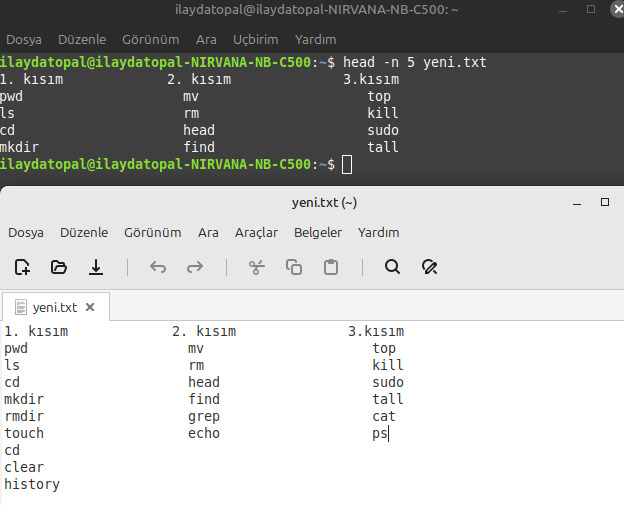 ilaydatopal@ilaydatopal-NIRVANA-NB-C500: ~
Dosya Düzenle Görünüm Ara Uçbirim Yardım
ilaydatopal@ilaydatopal-NIRVANA-NB-C500:~$ head -n 5 yeni.txt
1. kısım 2. kısım 3.kısım
pwd mv top
ls rm kill
cd head sudo
mkdir find tall
ilaydatopal@ilaydatopal-NIRVANA-NB-C500:~$
yeni.txt (~)
Dosya Düzenle Görünüm Ara Araçlar Belgeler Yardım
yeni.txt
1. kısım 2. kısım 3.kısım
pwd mv top
ls rm kill
cd head sudo
mkdir find tall
rmdir grep cat
touch echo ps
cd
clear
history